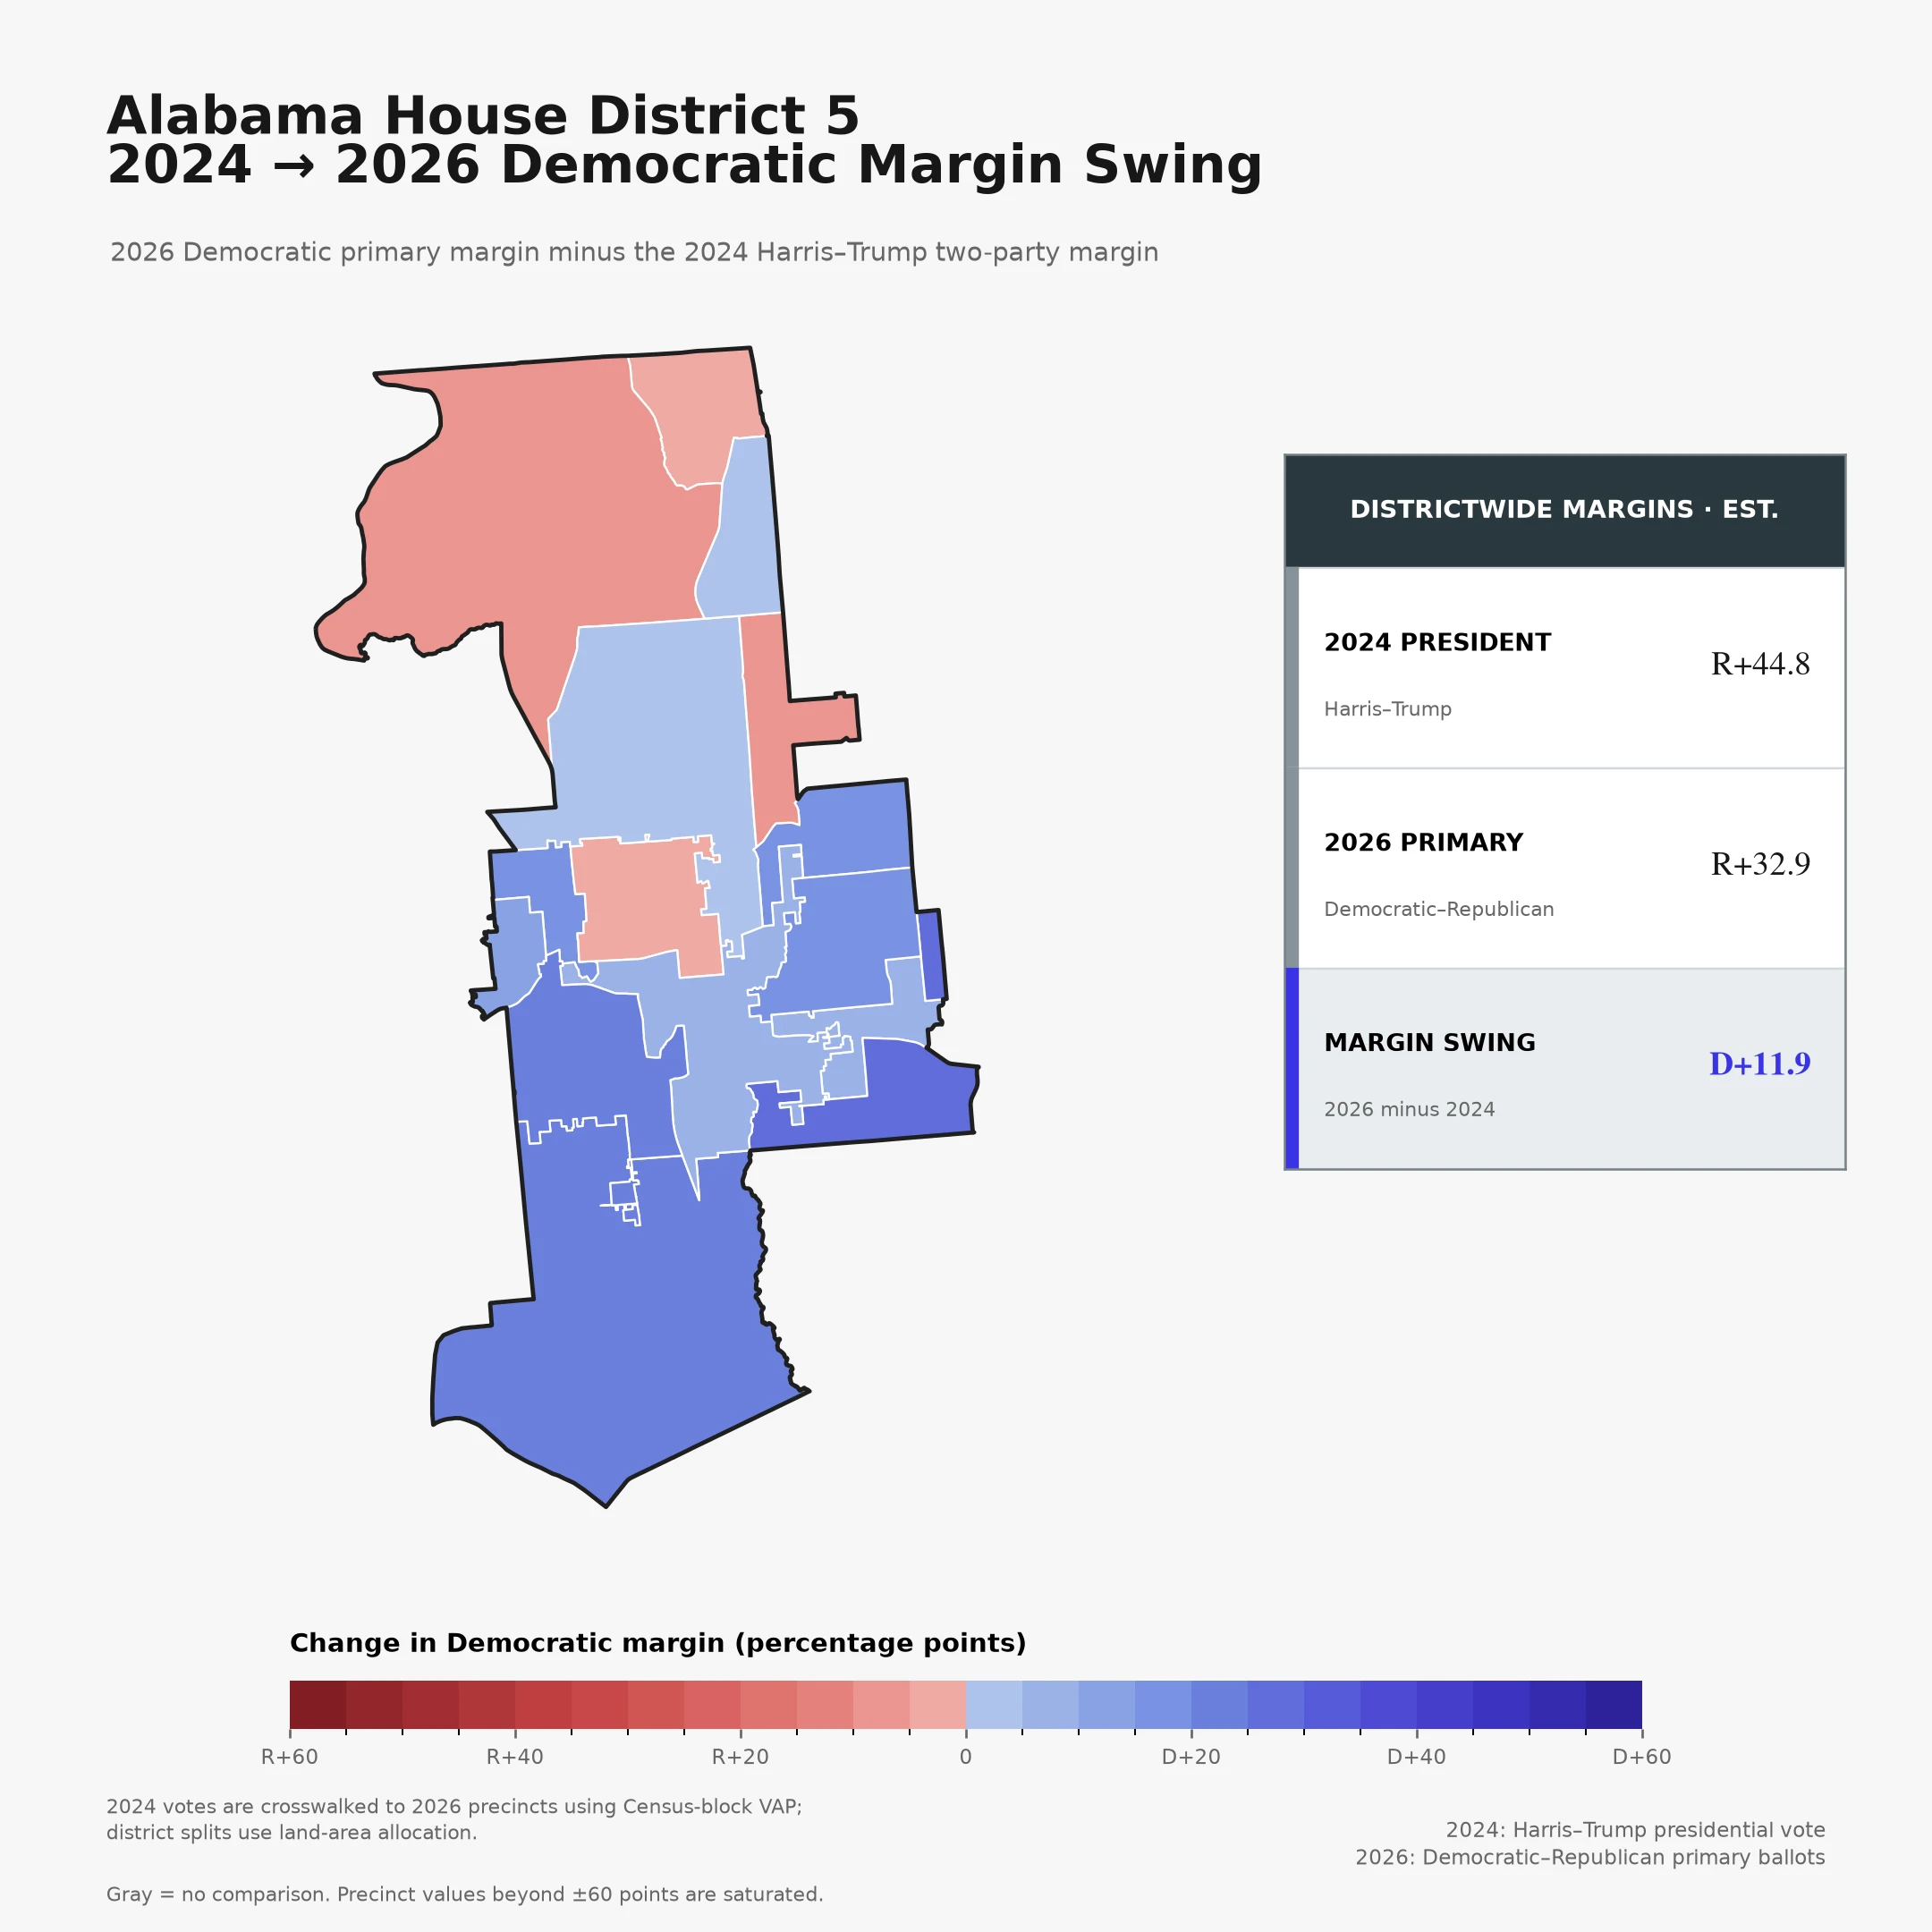 Alabama House District 5
2024 → 2026 Democratic Margin Swing
2026 Democratic primary margin minus the 2024 Harris–Trump two-party margin
DISTRICTWIDE MARGINS · EST.
2024 PRESIDENT
R+44.8
Harris–Trump
2026 PRIMARY
R+32.9
Democratic–Republican
MARGIN SWING
D+11.9
2026 minus 2024
Change in Democratic margin (percentage points)
R+60 R+40 R+20 0 D+20 D+40 D+60
2024 votes are crosswalked to 2026 precincts using Census-block VAP;
district splits use land-area allocation.
Gray = no comparison. Precinct values beyond ±60 points are saturated.
2024: Harris–Trump presidential vote
2026: Democratic–Republican primary ballots